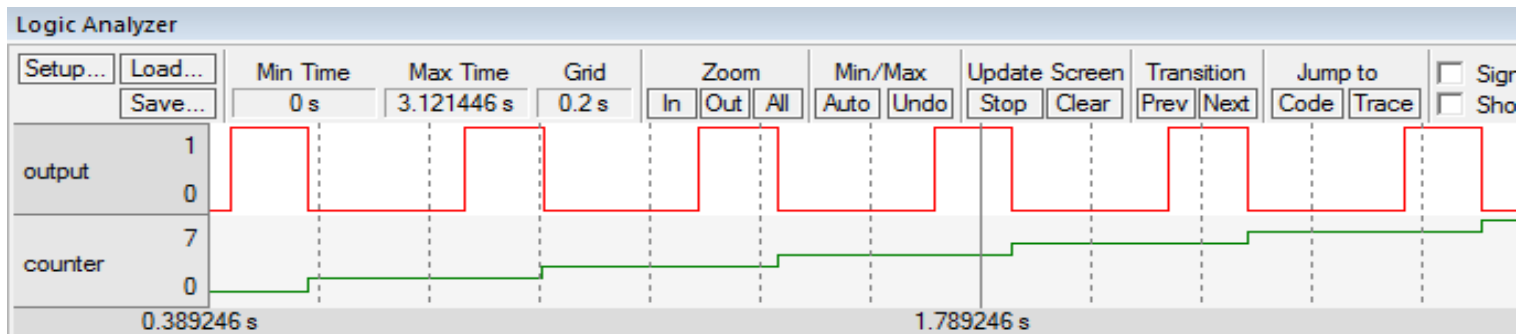 Logic Analyzer
Setup... Load... Min Time Max Time Grid Zoom Min/Max Update Screen Transition Jump to Sigr
Save... 0 s 3.121446 s 0.2 s In Out All Auto Undo Stop Clear Prev Next Code Trace Sho
1
output
0
7
counter
0
0.389246 s 1.789246 s